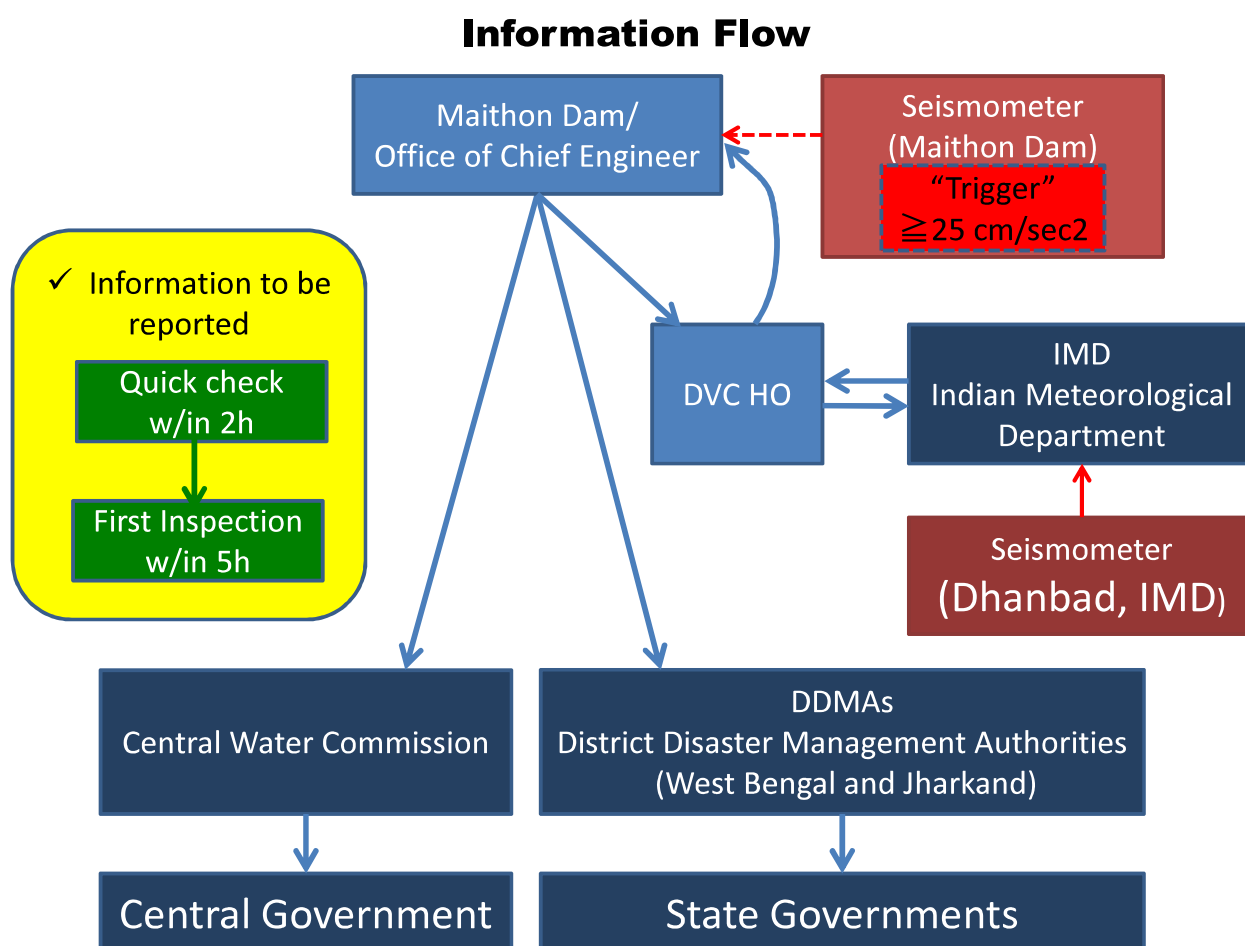 Information Flow
Maithon Dam/
Office of Chief Engineer
Seismometer
(Maithon Dam)
“Trigger”
≧25 cm/sec2
✓ Information to be
reported
Quick check
w/in 2h
First Inspection
w/in 5h
DVC HO
IMD
Indian Meteorological
Department
Seismometer
(Dhanbad, IMD)
Central Water Commission
DDMAs
District Disaster Management Authorities
(West Bengal and Jharkand)
Central Government
State Governments